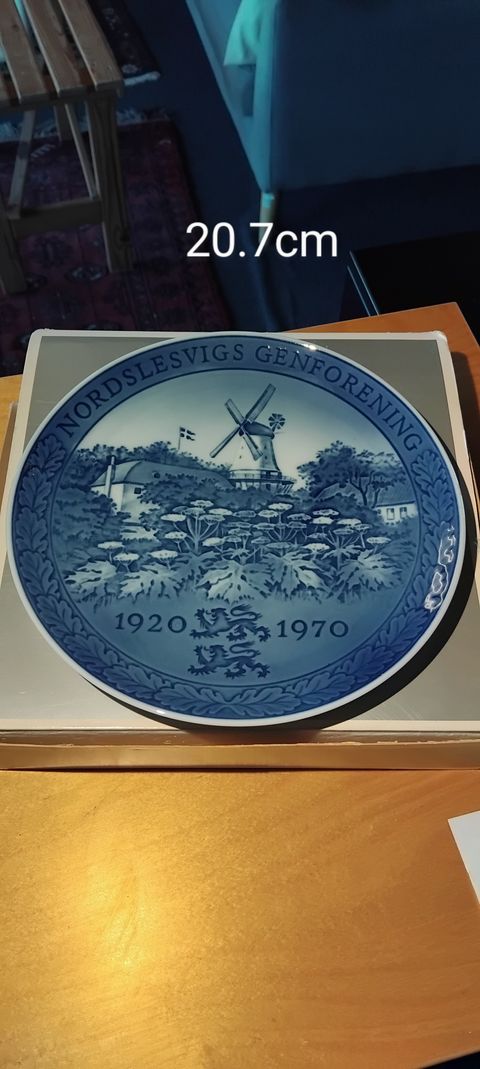 20.7cm
NORDSLESVIGS GENFORENING
1920 1970